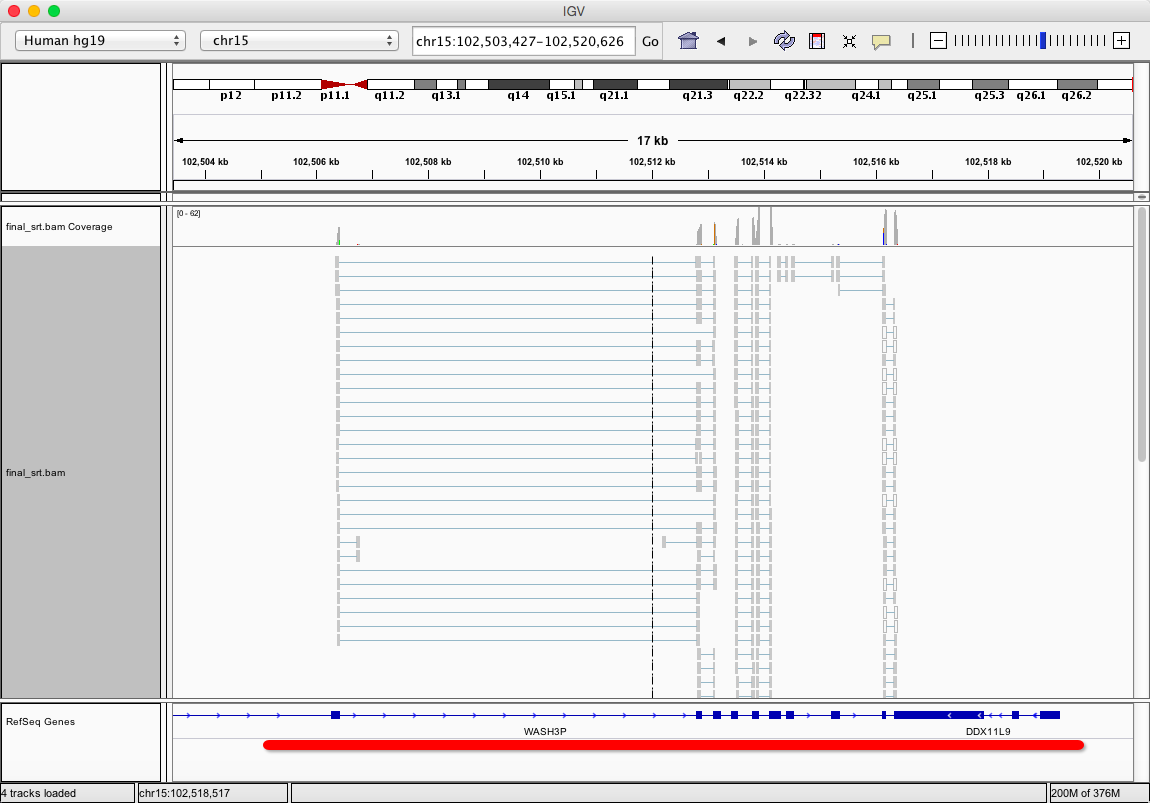 IGV
Human hg19 chr15 chr15:102,503,427-102,520,626 Go
p12 p11.2 p11.1 q11.2 q13.1 q14 q15.1 q21.1 q21.3 q22.2 q22.32 q24.1 q25.1 q25.3 q26.1 q26.2
17 kb
102,504 kb 102,506 kb 102,508 kb 102,510 kb 102,512 kb 102,514 kb 102,516 kb 102,518 kb 102,520 kb
[0 - 62]
final_srt.bam Coverage
final_srt.bam
RefSeq Genes
WASH3P DDX11L9
4 tracks loaded chr15:102,518,517 200M of 376M